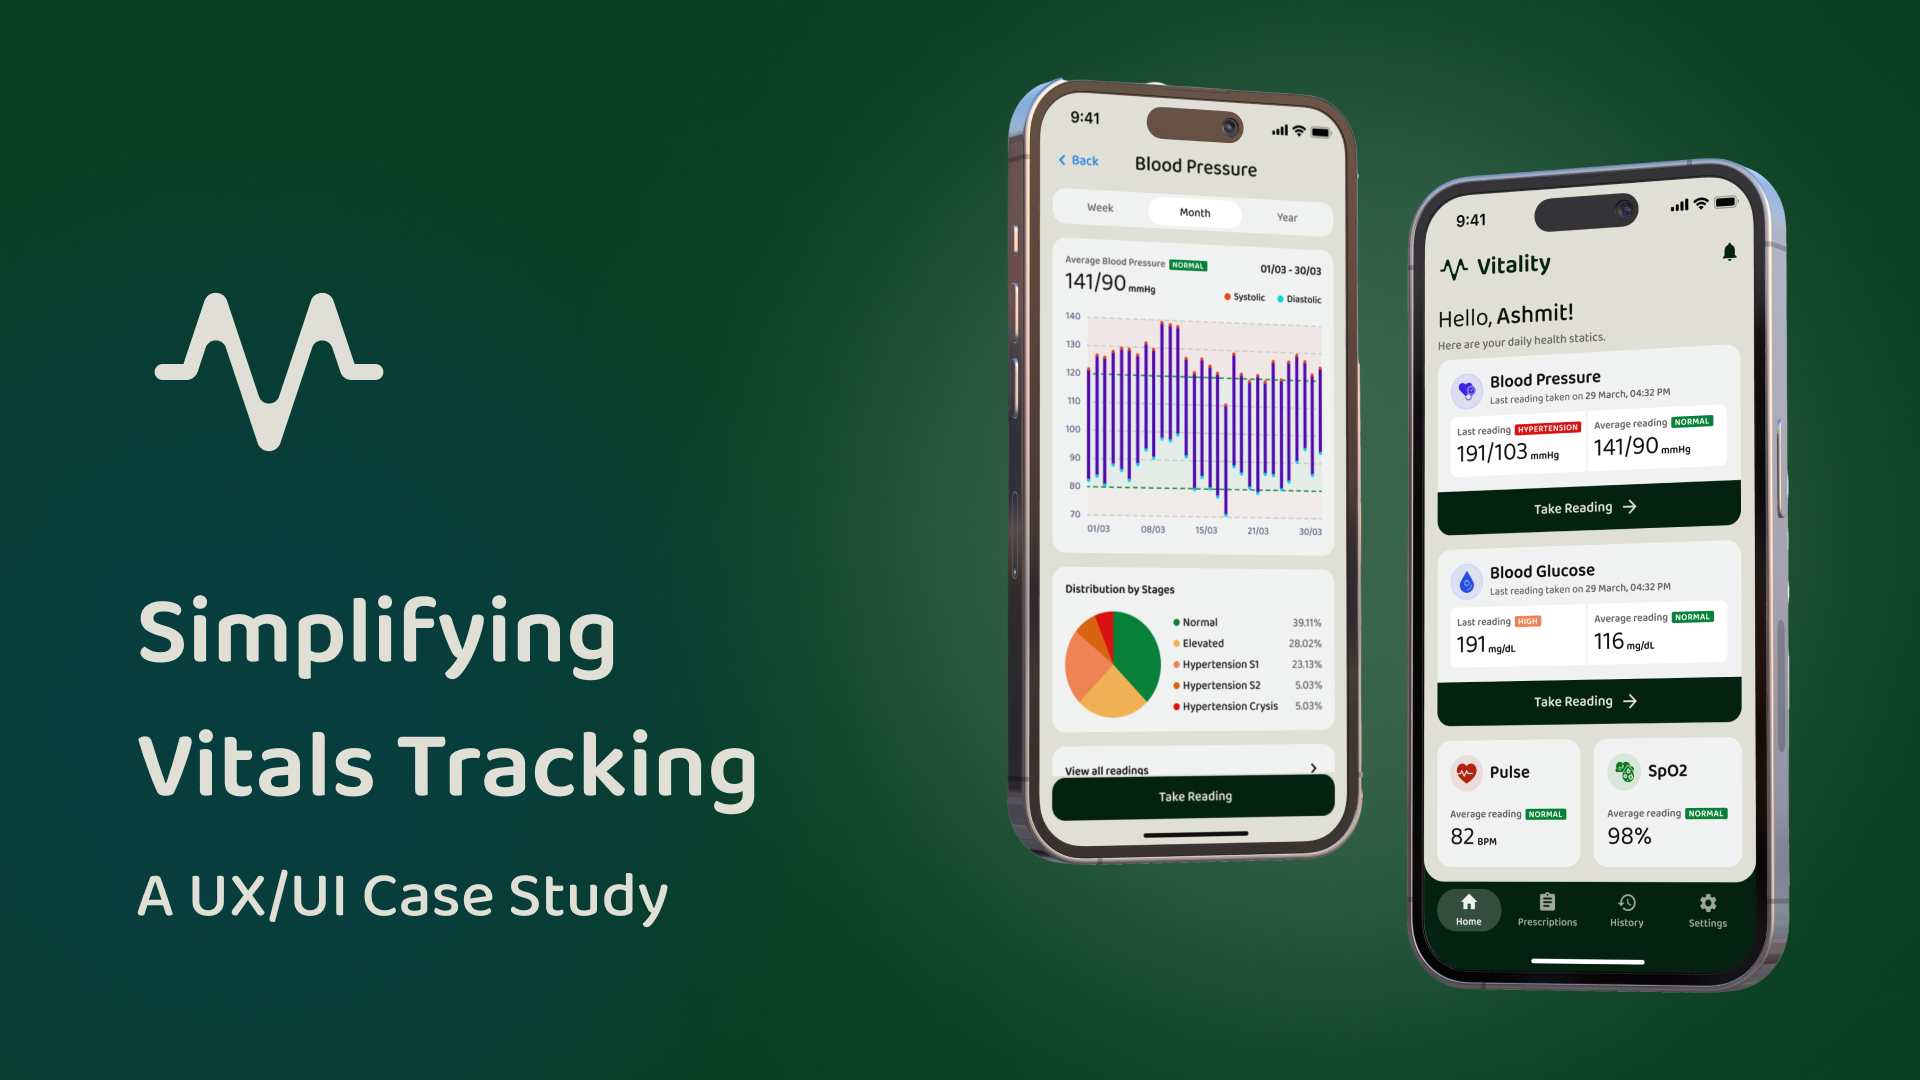 Simplifying
Vitals Tracking
A UX/UI Case Study
9:41
Back
Blood Pressure
Week Month Year
Average Blood Pressure NORMAL
141/90 mmHg
01/03 - 30/03
Systolic Diastolic
140
130
120
110
100
90
80
70
01/03 08/03 15/03 21/03 30/03
Distribution by Stages
Normal 39.11%
Elevated 28.02%
Hypertension S1 23.13%
Hypertension S2 5.03%
Hypertension Crysis 5.03%
View all readings
Take Reading
9:41
Vitality
Hello, Ashmit!
Here are your daily health statics.
Blood Pressure
Last reading taken on 29 March, 04:32 PM
Last reading HYPERTENSION
191/103 mmHg
Average reading NORMAL
141/90 mmHg
Take Reading
Blood Glucose
Last reading taken on 29 March, 04:32 PM
Last reading HIGH
191 mg/dL
Average reading NORMAL
116 mg/dL
Take Reading
Pulse
Average reading NORMAL
82 BPM
SpO2
Average reading NORMAL
98%
Home Prescriptions History Settings